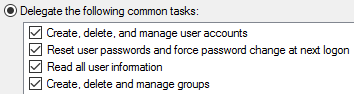 Delegate the following common tasks:
Create, delete, and manage user accounts
Reset user passwords and force password change at next logon
Read all user information
Create, delete and manage groups